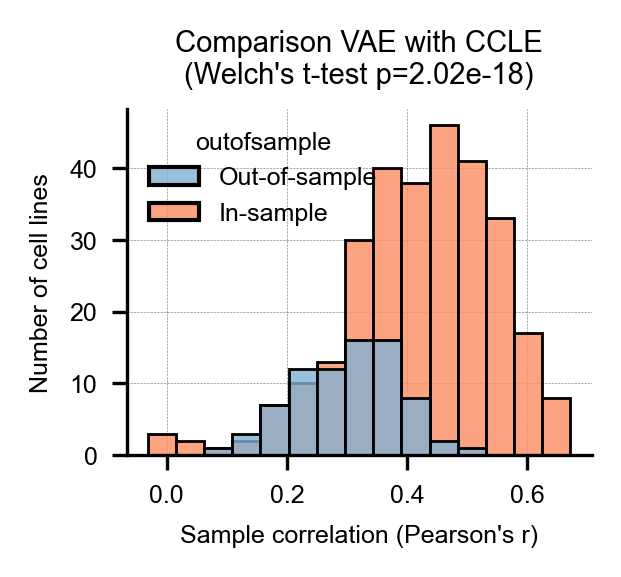 Comparison VAE with CCLE
(Welch's t-test p=2.02e-18)
outofsample
Out-of-sample
In-sample
Number of cell lines
40
30
20
10
0
0.0 0.2 0.4 0.6
Sample correlation (Pearson's r)